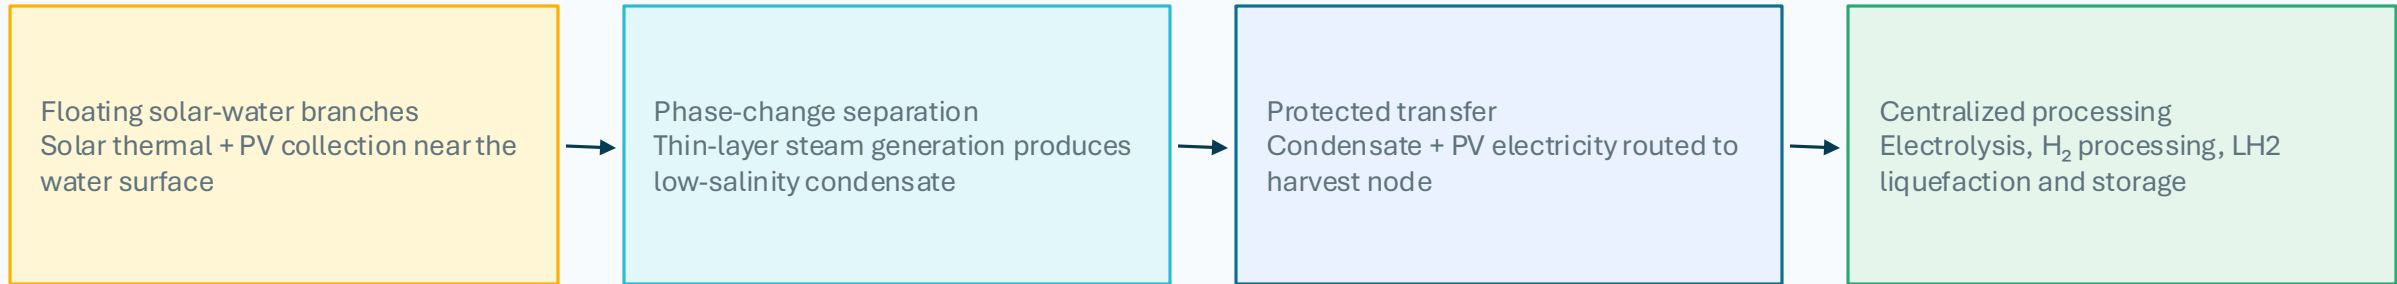 Floating solar-water branches
Solar thermal + PV collection near the
water surface
Phase-change separation
Thin-layer steam generation produces
low-salinity condensate
Protected transfer
Condensate + PV electricity routed to
harvest node
Centralized processing
Electrolysis, H₂ processing, LH2
liquefaction and storage